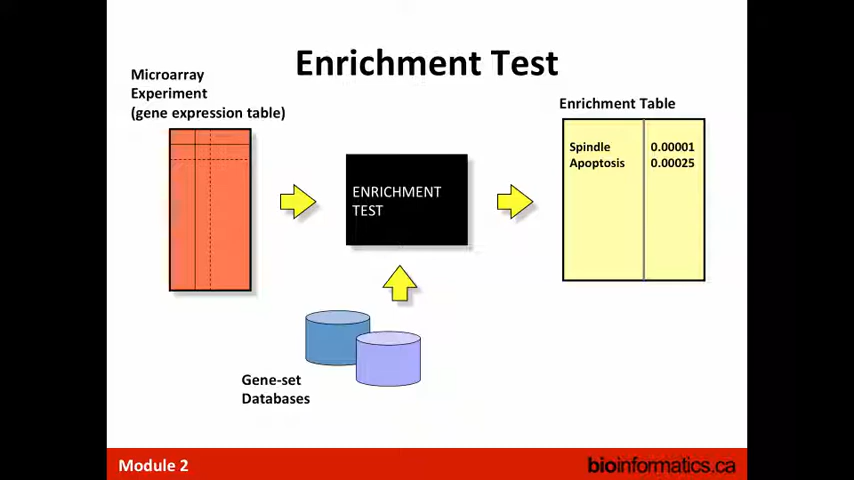 Enrichment Test
Microarray
Experiment
(gene expression table)
Enrichment Table
Spindle 0.00001
Apoptosis 0.00025
ENRICHMENT
TEST
Gene-set
Databases
Module 2
bioinformatics.ca